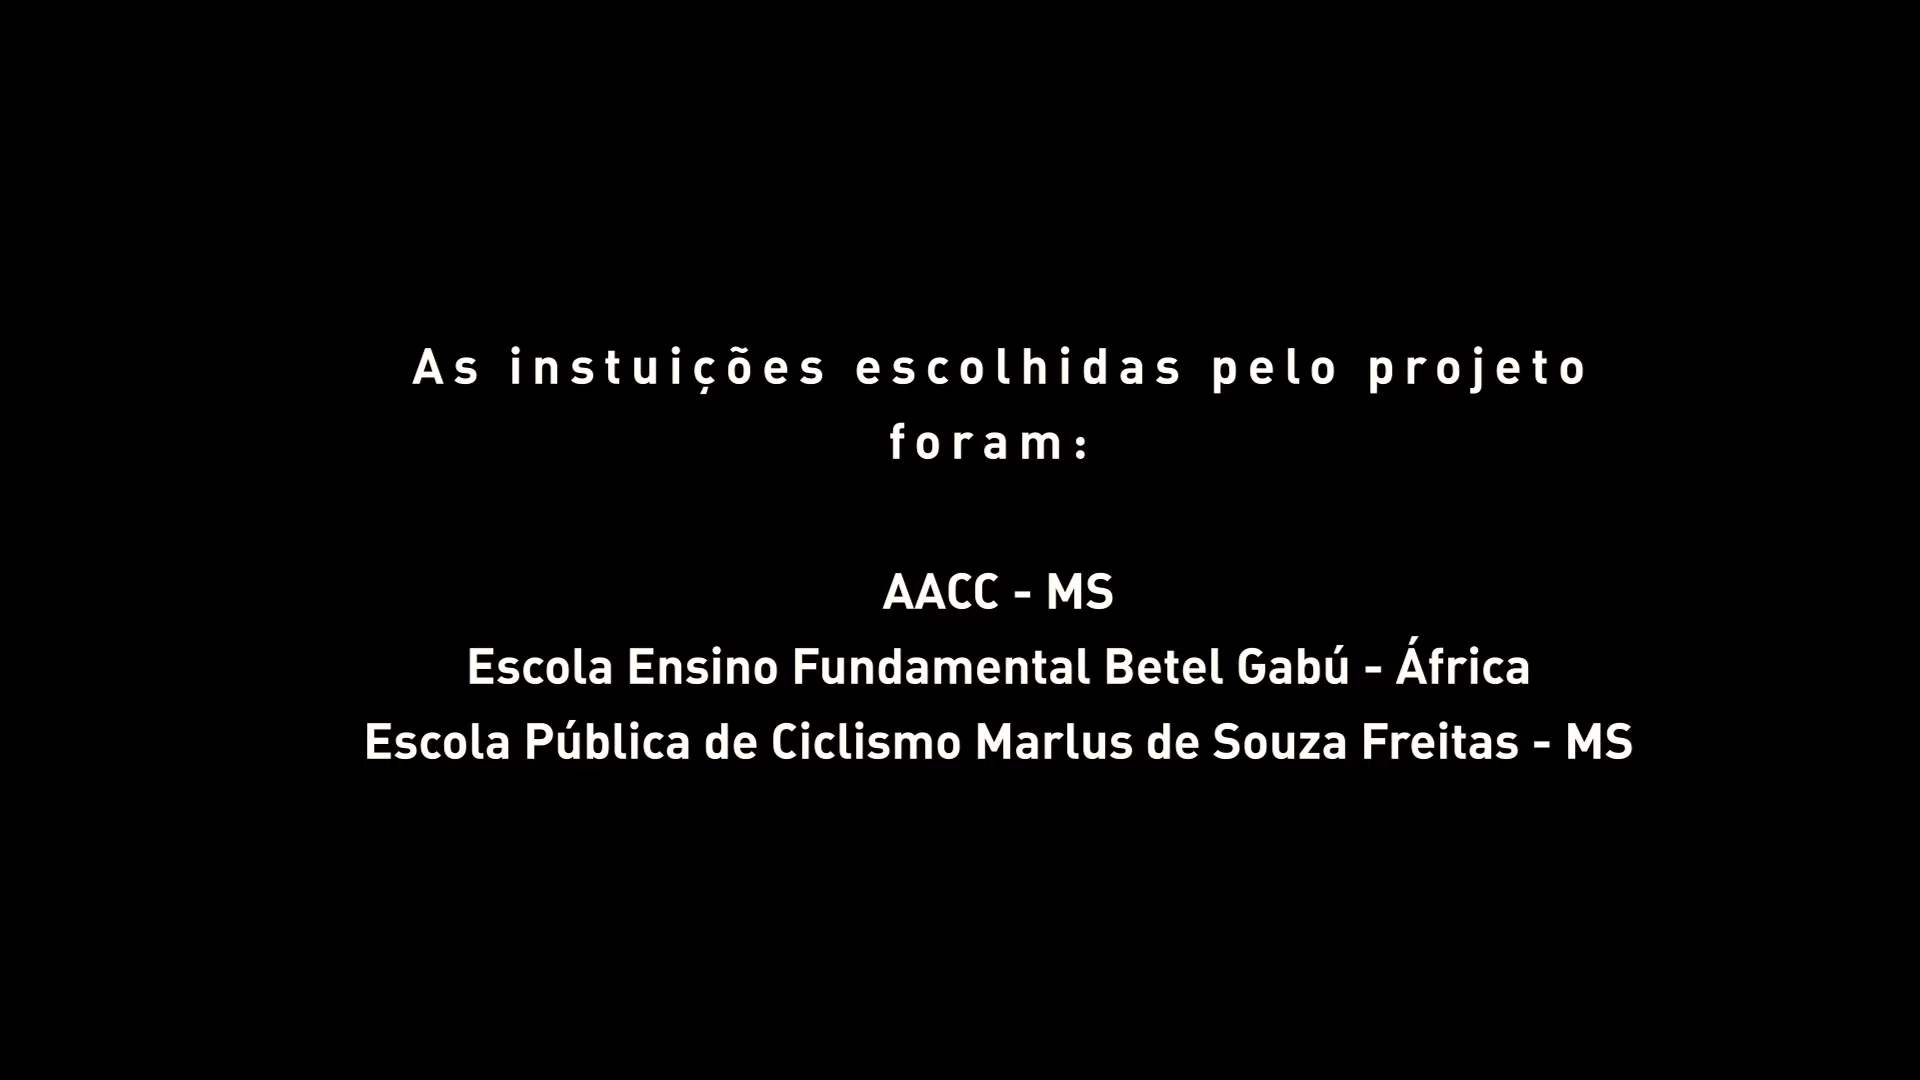 As instuições escolhidas pelo projeto
foram:
AACC - MS
Escola Ensino Fundamental Betel Gabú - África
Escola Pública de Ciclismo Marlus de Souza Freitas - MS